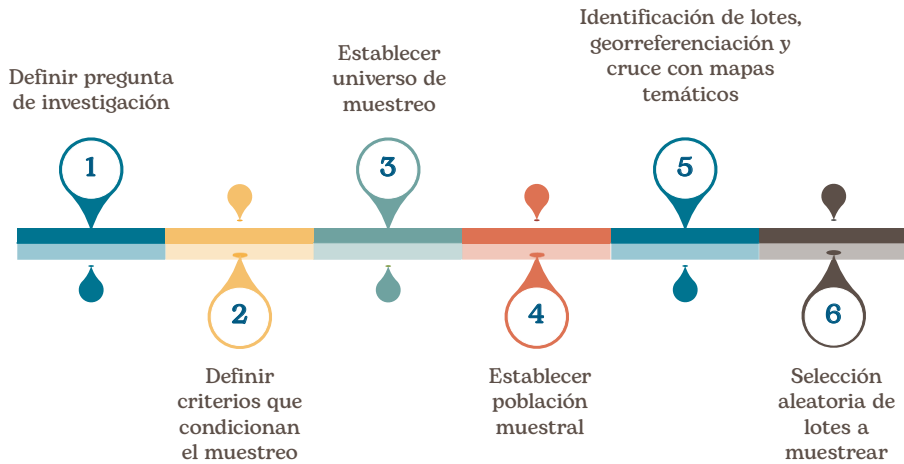 Definir pregunta
de investigación
1
2
Definir
criterios que
condicionan
el muestreo
Establecer
universo de
muestreo
3
4
Establecer
población
muestral
Identificación de lotes,
georreferenciación y
cruce con mapas
temáticos
5
6
Selección
aleatoria de
lotes a
muestrear